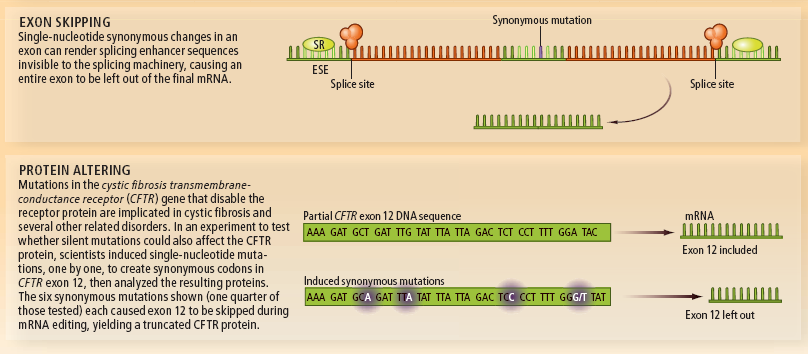 EXON SKIPPING
Single-nucleotide synonymous changes in an
exon can render splicing enhancer sequences
invisible to the splicing machinery, causing an
entire exon to be left out of the final mRNA.
Synonymous mutation
SR
ESE
Splice site
Splice site
PROTEIN ALTERING
Mutations in the cystic fibrosis transmembrane-
conductance receptor (CFTR) gene that disable the
receptor protein are implicated in cystic fibrosis and
several other related disorders. In an experiment to test
whether silent mutations could also affect the CFTR
protein, scientists induced single-nucleotide muta-
tions, one by one, to create synonymous codons in
CFTR exon 12, then analyzed the resulting proteins.
The six synonymous mutations shown (one quarter of
those tested) each caused exon 12 to be skipped during
mRNA editing, yielding a truncated CFTR protein.
Partial CFTR exon 12 DNA sequence
AAA GAT GCT GAT TTG TAT TTA TTA GAC TCT CCT TTT GGA TAC
mRNA
Exon 12 included
Induced synonymous mutations
AAA GAT GCA GAT TTA TAT TTA TTA GAC TCC CCT TTT GGG/T TAT
Exon 12 left out